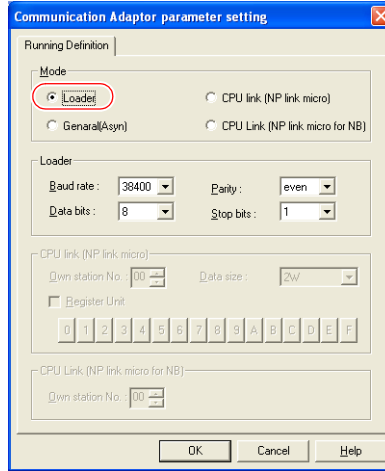 Communication Adaptor parameter setting
Running Definition
Mode
Loader
CPU link (NP link micro)
Genaral(Asyn)
CPU Link (NP link micro for NB)
Loader
Baud rate : 38400 Parity : even
Data bits : 8 Stop bits : 1
CPU link (NP link micro)
Own station No. : 00 Data size : 2W
Register Unit
0 1 2 3 4 5 6 7 8 9 A B C D E F
CPU Link (NP link micro for NB)
Own station No. : 00
OK Cancel Help